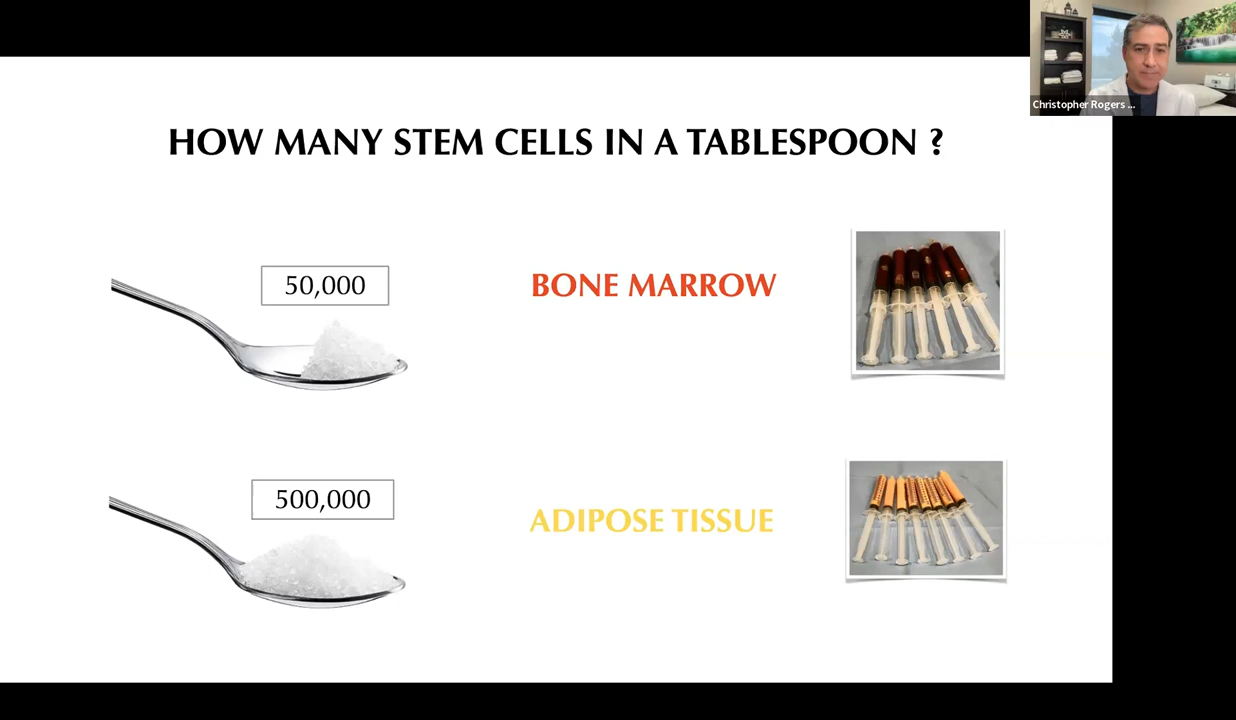 Christopher Rogers ...
HOW MANY STEM CELLS IN A TABLESPOON ?
50,000
BONE MARROW
500,000
ADIPOSE TISSUE